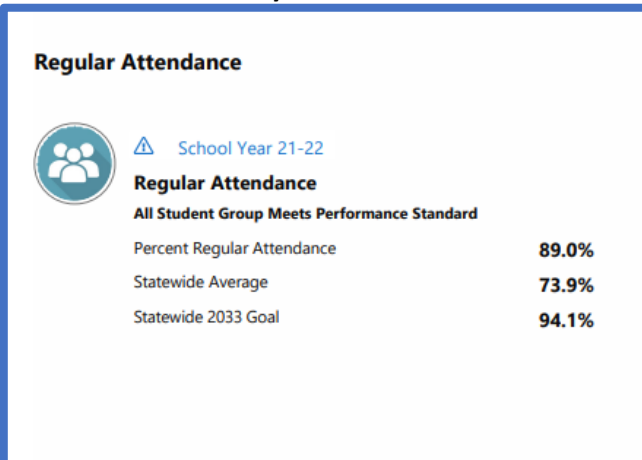 Regular Attendance
School Year 21-22
Regular Attendance
All Student Group Meets Performance Standard
Percent Regular Attendance 89.0%
Statewide Average 73.9%
Statewide 2033 Goal 94.1%